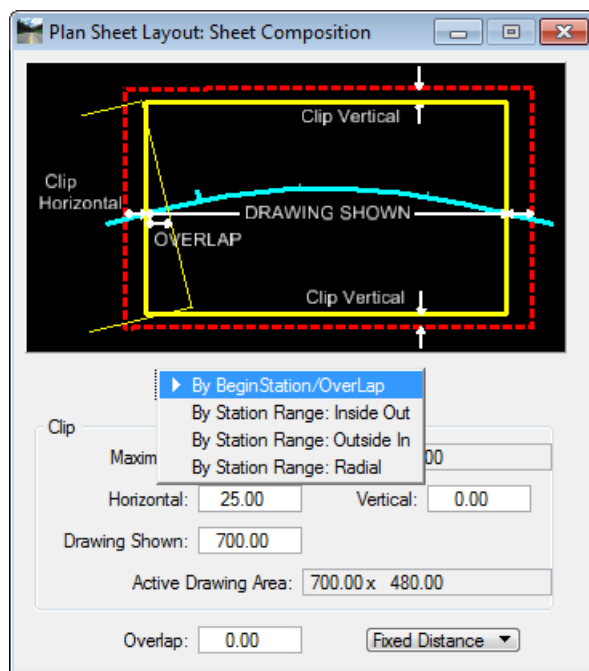 Plan Sheet Layout: Sheet Composition
Clip Vertical
Clip
Horizontal
DRAWING SHOWN
OVERLAP
Clip Vertical
By BeginStation/OverLap
By Station Range: Inside Out
By Station Range: Outside In
By Station Range: Radial
Clip
Horizontal: 25.00 Vertical: 0.00
Drawing Shown: 700.00
Active Drawing Area: 700.00 x 480.00
Overlap: 0.00 Fixed Distance